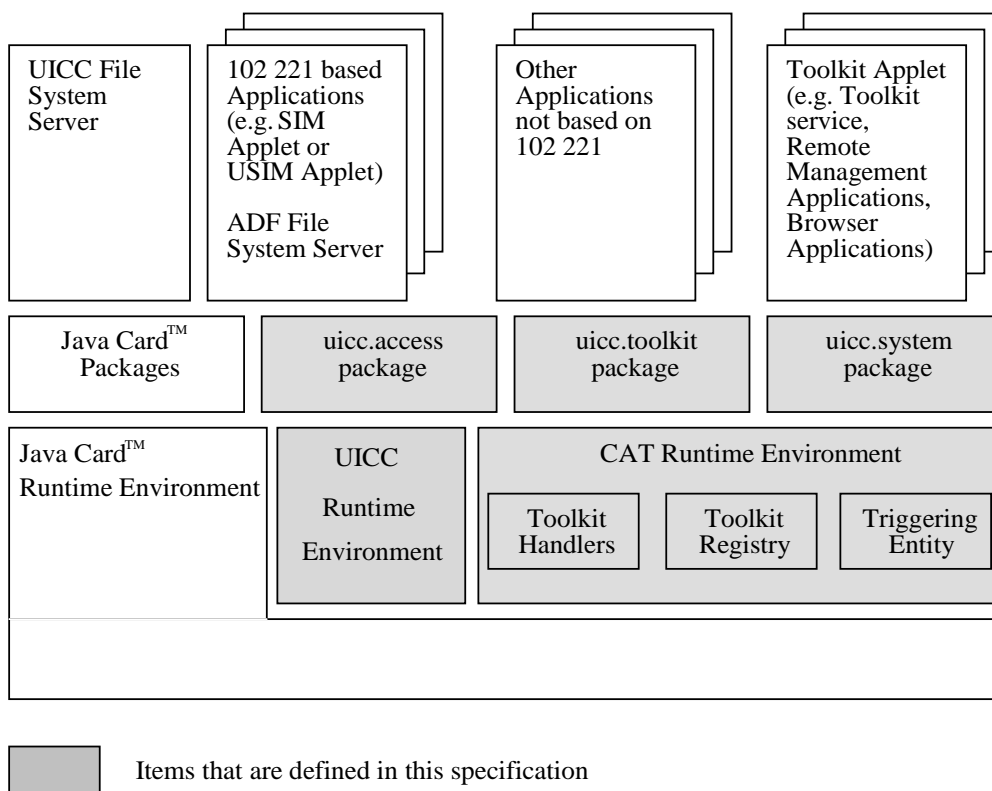 UICC File
System
Server
102 221 based
Applications
(e.g. SIM
Applet or
USIM Applet)
ADF File
System Server
Other
Applications
not based on
102 221
Toolkit Applet
(e.g. Toolkit
service,
Remote
Management
Applications,
Browser
Applications)
Java Card™
Packages
uicc.access
package
uicc.toolkit
package
uicc.system
package
Java Card™
Runtime Environment
UICC
Runtime
Environment
CAT Runtime Environment
Toolkit
Handlers
Toolkit
Registry
Triggering
Entity
Items that are defined in this specification